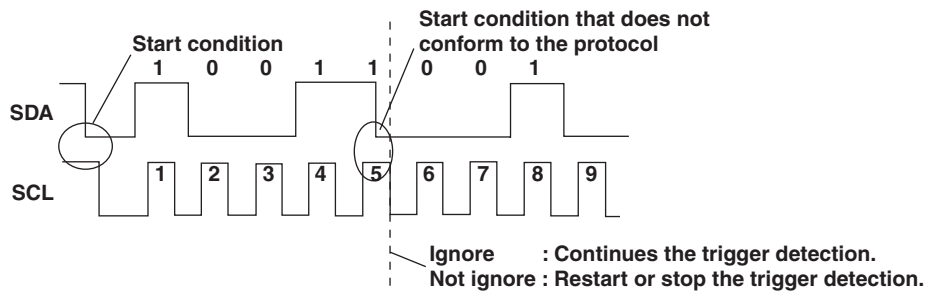 Start condition that does not
conform to the protocol
Start condition
1 0 0 1 1 0 0 1
SDA
SCL
1 2 3 4 5 6 7 8 9
Ignore : Continues the trigger detection.
Not ignore : Restart or stop the trigger detection.